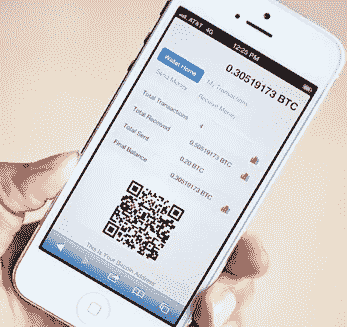 AT&T 4G
12:25 PM
0.30519173 BTC
Wallet Home
My Transactions
Send Money
Receive Money
Total Transactions
4
Total Received
0.50519173 BTC
Total Sent
0.20 BTC
Final Balance
0.30519173 BTC
This is Your Bitcoin Address